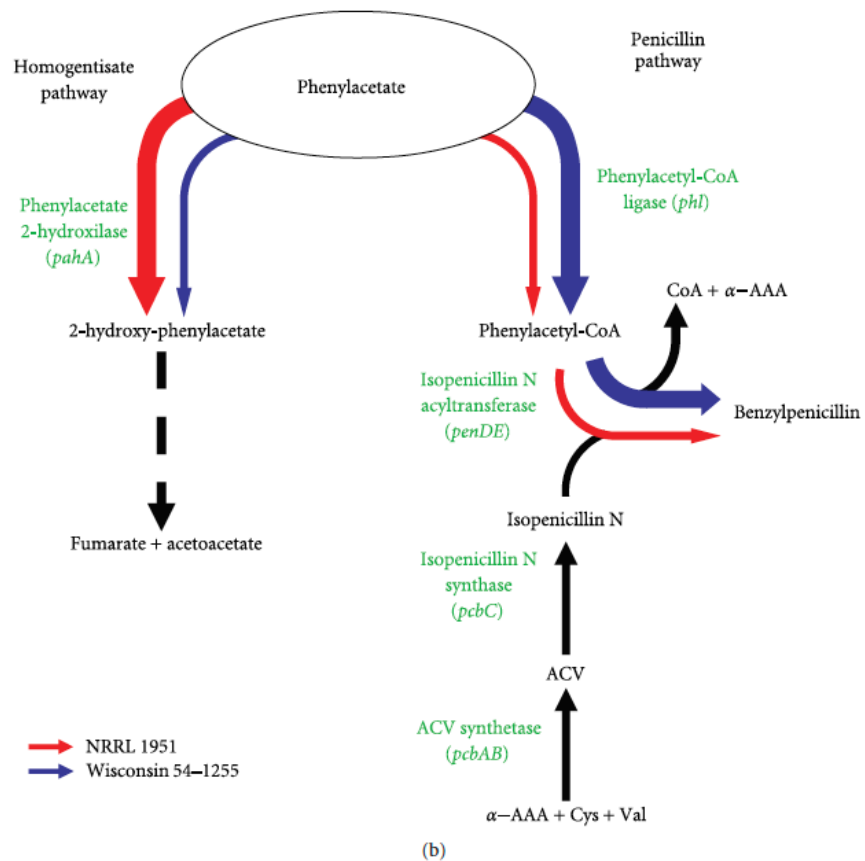 Homogentisate
pathway
Phenylacetate
Penicillin
pathway
Phenylacetate
2-hydroxilase
(pahA)
Phenylacetyl-CoA
ligase (phl)
2-hydroxy-phenylacetate
Phenylacetyl-CoA
CoA + α−AAA
Isopenicillin N
acyltransferase
(penDE)
Benzylpenicillin
Isopenicillin N
Fumarate + acetoacetate
Isopenicillin N
synthase
(pcbC)
ACV
ACV synthetase
(pcbAB)
α−AAA + Cys + Val
NRRL 1951
Wisconsin 54–1255
(b)